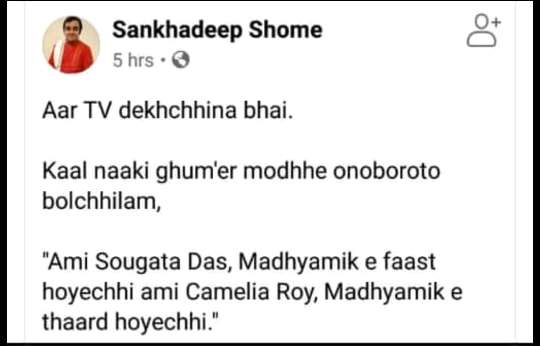 Sankhadeep Shome
5 hrs •
Aar TV dekhchhina bhai.
Kaal naaki ghum'er modhhe onoboroto
bolchhilam,
"Ami Sougata Das, Madhyamik e faast
hoyechhi ami Camelia Roy, Madhyamik e
thaard hoyechhi."